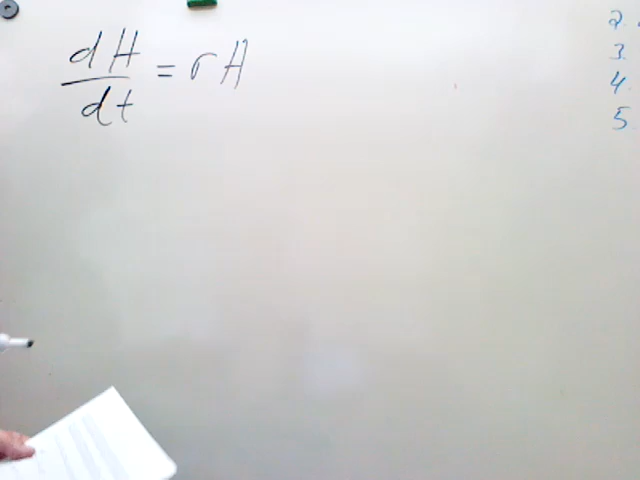 dH/dt = rH
2.
3.
4.
5.